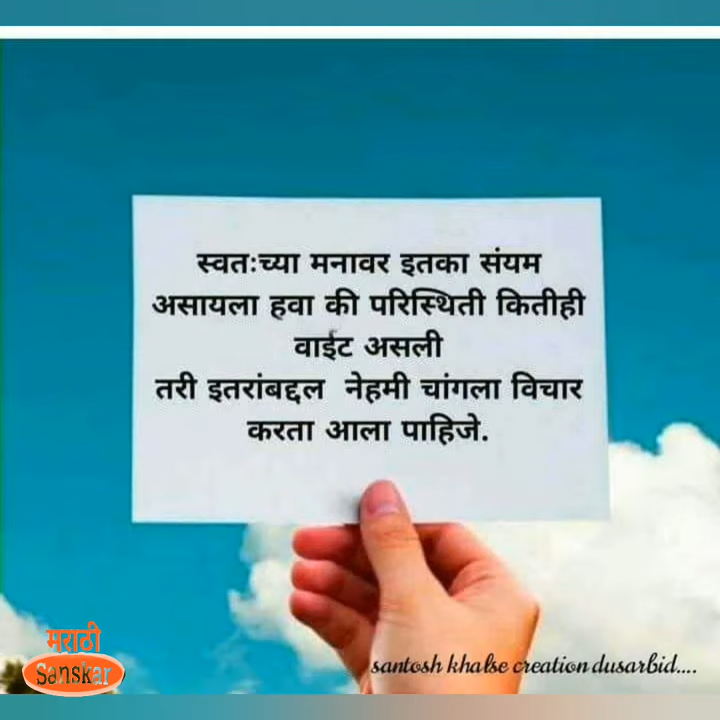 स्वतःच्या मनावर इतका संयम
असायला हवा की परिस्थिती कितीही
वाईट असली
तरी इतरांबद्दल नेहमी चांगला विचार
करता आला पाहिजे.
मराठी
Sanskar
santosh khalse creation dusarbid....